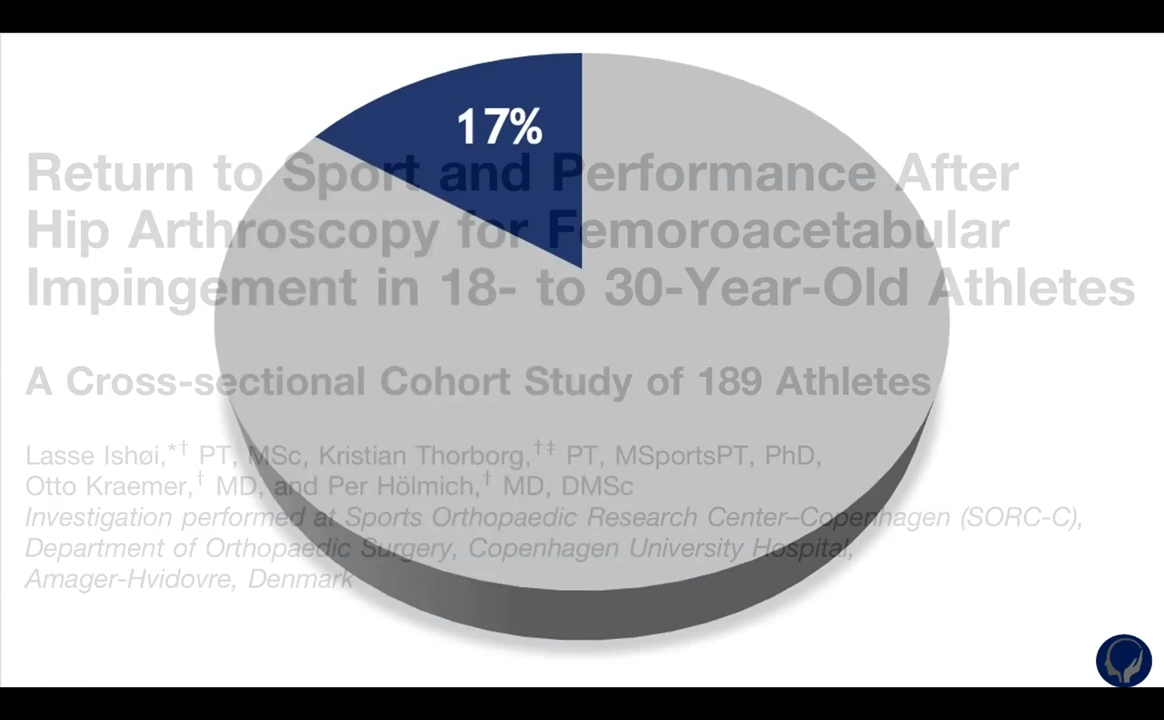 17%
Return to Sport and Performance After
Hip Arthroscopy for Femoroacetabular
Impingement in 18- to 30-Year-Old Athletes
A Cross-sectional Cohort Study of 189 Athletes
Lasse Ishøi,*† PT, MSc, Kristian Thorborg,†‡ PT, MSportsPT, PhD,
Otto Kraemer,† MD, and Per Hölmich,† MD, DMSc
Investigation performed at Sports Orthopaedic Research Center–Copenhagen (SORC-C),
Department of Orthopaedic Surgery, Copenhagen University Hospital,
Amager-Hvidovre, Denmark